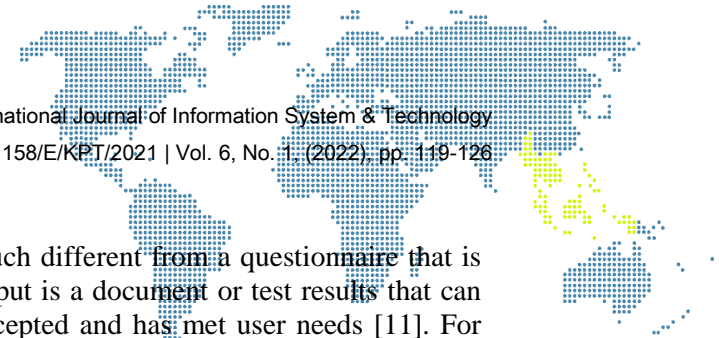 national Journal of Information System & Technology
158/E/KPT/2021 | Vol. 6, No. 1, (2022), pp. 119-126
uch different from a questionnaire that is
put is a document or test results that can
cepted and has met user needs [11]. For